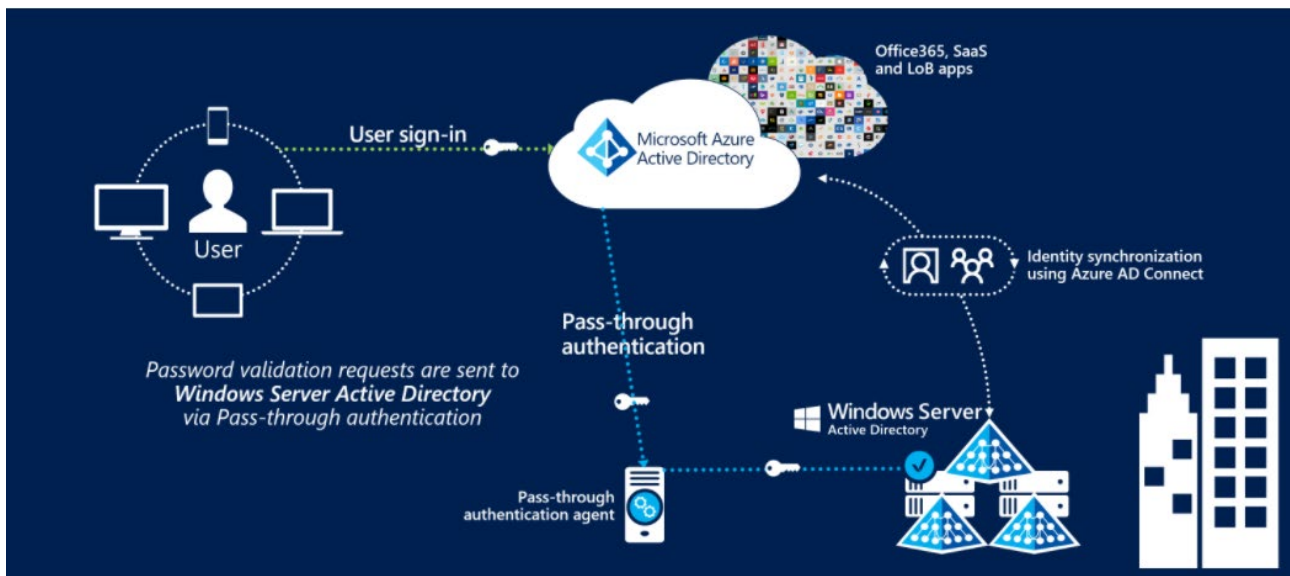 Office365, SaaS
and LoB apps
User sign-in
Microsoft Azure
Active Directory
User
Identity synchronization
using Azure AD Connect
Pass-through
authentication
Password validation requests are sent to
Windows Server Active Directory
via Pass-through authentication
Windows Server
Active Directory
Pass-through
authentication agent